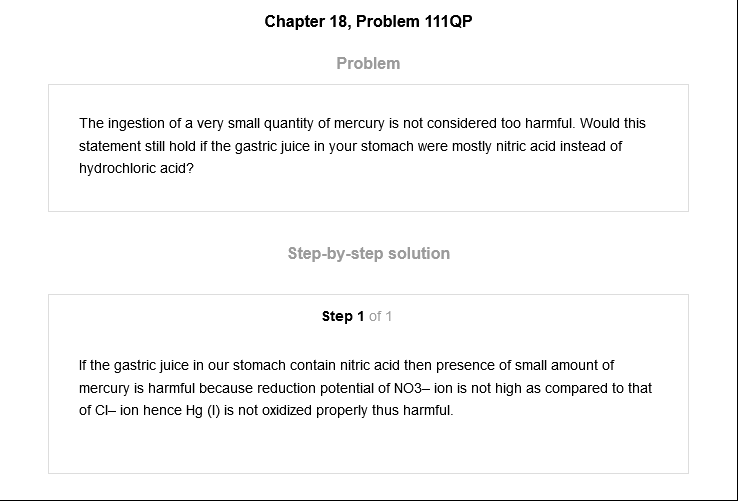 Chapter 18, Problem 111QP
Problem
The ingestion of a very small quantity of mercury is not considered too harmful. Would this
statement still hold if the gastric juice in your stomach were mostly nitric acid instead of
hydrochloric acid?
Step-by-step solution
Step 1 of 1
If the gastric juice in our stomach contain nitric acid then presence of small amount of
mercury is harmful because reduction potential of NO3– ion is not high as compared to that
of Cl– ion hence Hg (l) is not oxidized properly thus harmful.